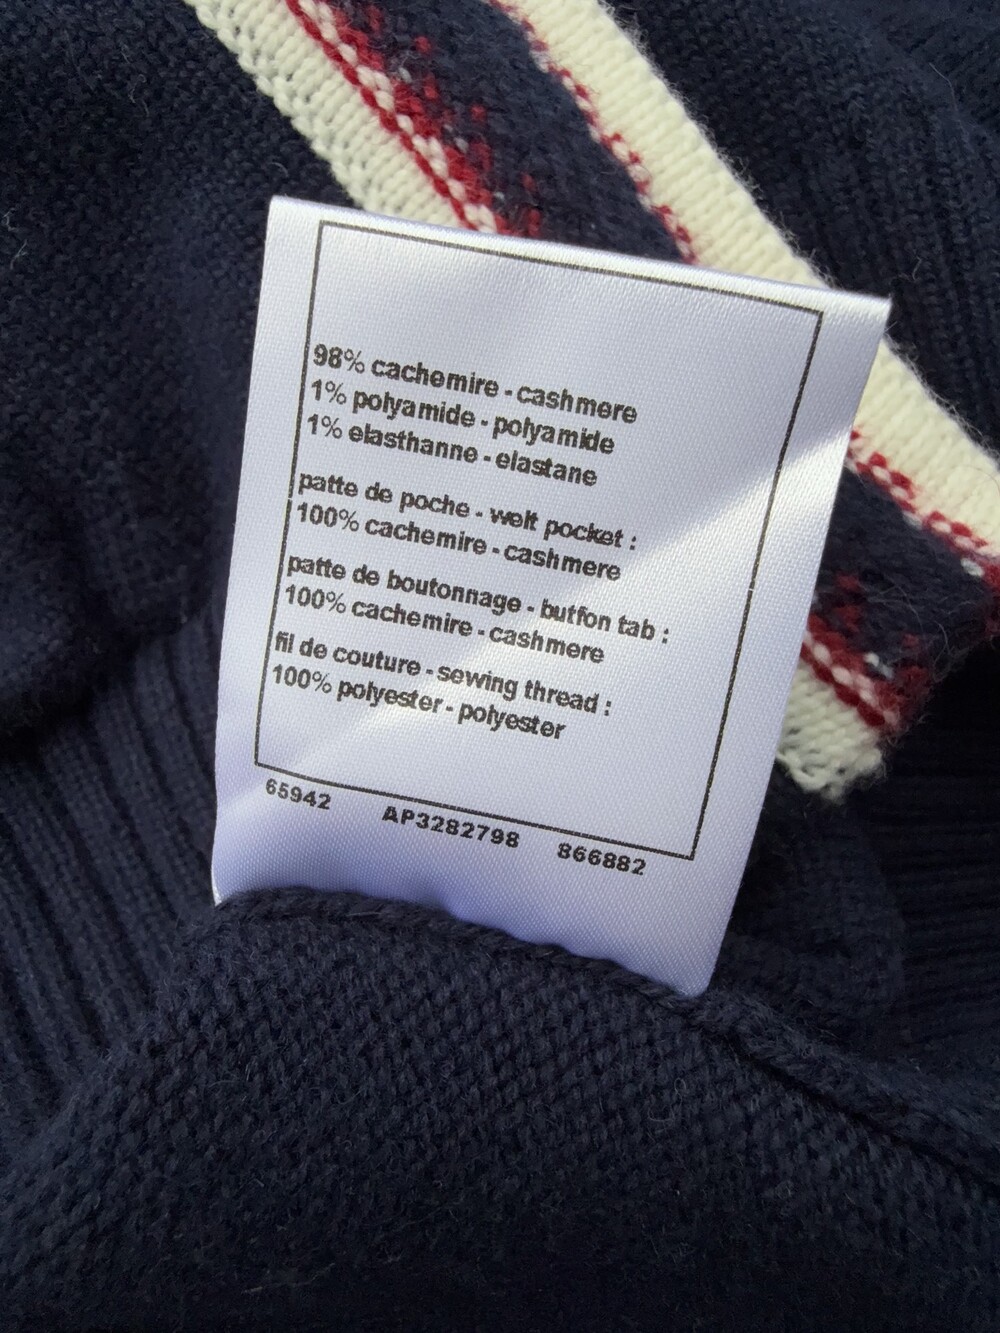 98% cachemire - cashmere
1% polyamide - polyamide
1% elasthanne - elastane
patte de poche - welt pocket :
100% cachemire - cashmere
patte de boutonnage - button tab :
100% cachemire - cashmere
fil de couture - sewing thread :
100% polyester - polyester
65942 AP3282798 866882